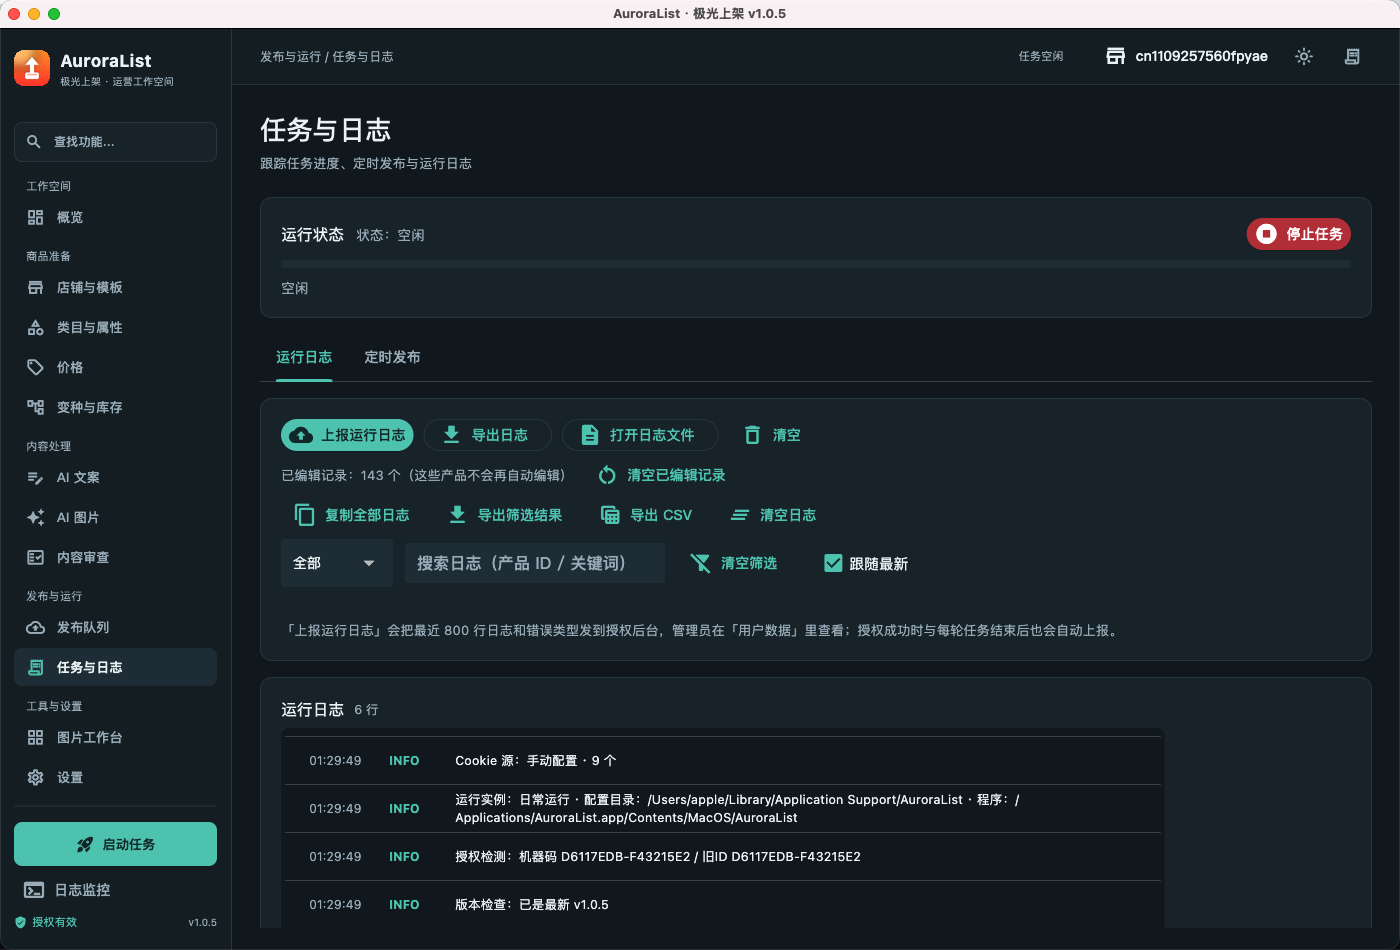 AuroraList · 极光上架 v1.0.5
AuroraList
极光上架 · 运营工作空间
查找功能...
工作空间
概览
商品准备
店铺与模板
类目与属性
价格
变种与库存
内容处理
AI 文案
AI 图片
内容审查
发布与运行
发布队列
任务与日志
工具与设置
图片工作台
设置
启动任务
日志监控
授权有效 v1.0.5
发布与运行 / 任务与日志 任务空闲 cn1109257560fpyae
任务与日志
跟踪任务进度、定时发布与运行日志
运行状态 状态：空闲 停止任务
空闲
运行日志 定时发布
上报运行日志 导出日志 打开日志文件 清空
已编辑记录：143 个（这些产品不会再自动编辑） 清空已编辑记录
复制全部日志 导出筛选结果 导出 CSV 清空日志
全部 搜索日志（产品 ID / 关键词） 清空筛选 跟随最新
「上报运行日志」会把最近 800 行日志和错误类型发到授权后台，管理员在「用户数据」里查看；授权成功时与每轮任务结束后也会自动上报。
运行日志 6 行
01:29:49 INFO Cookie 源：手动配置 · 9 个
01:29:49 INFO 运行实例：日常运行 · 配置目录：/Users/apple/Library/Application Support/AuroraList · 程序：/
Applications/AuroraList.app/Contents/MacOS/AuroraList
01:29:49 INFO 授权检测：机器码 D6117EDB-F43215E2 / 旧ID D6117EDB-F43215E2
01:29:49 INFO 版本检查：已是最新 v1.0.5